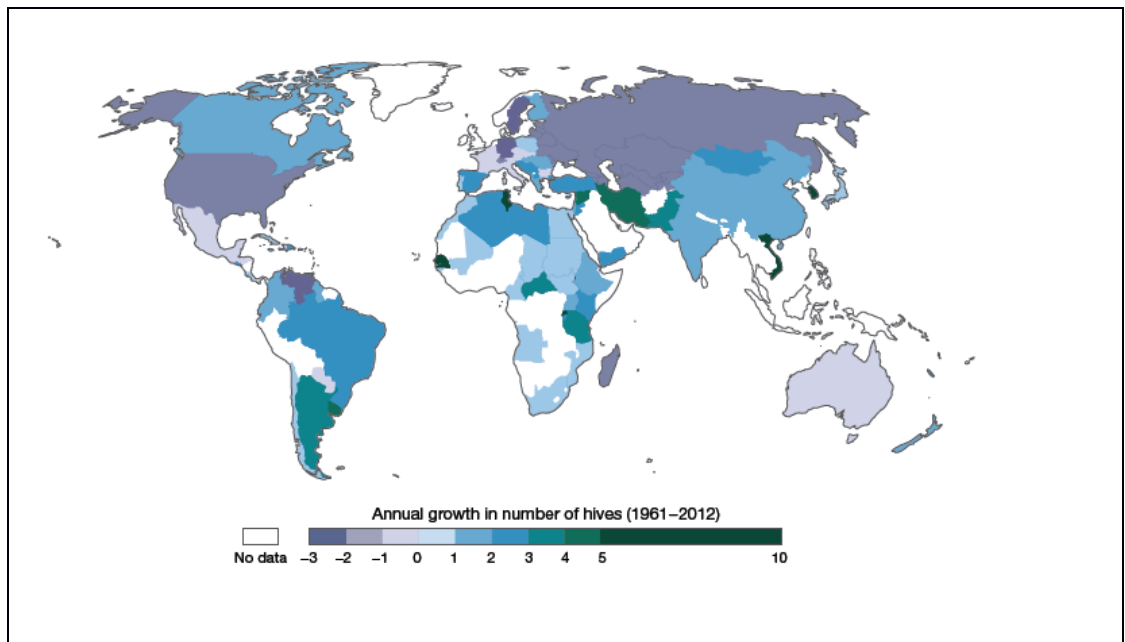 Annual growth in number of hives (1961–2012)
No data –3 –2 –1 0 1 2 3 4 5 10